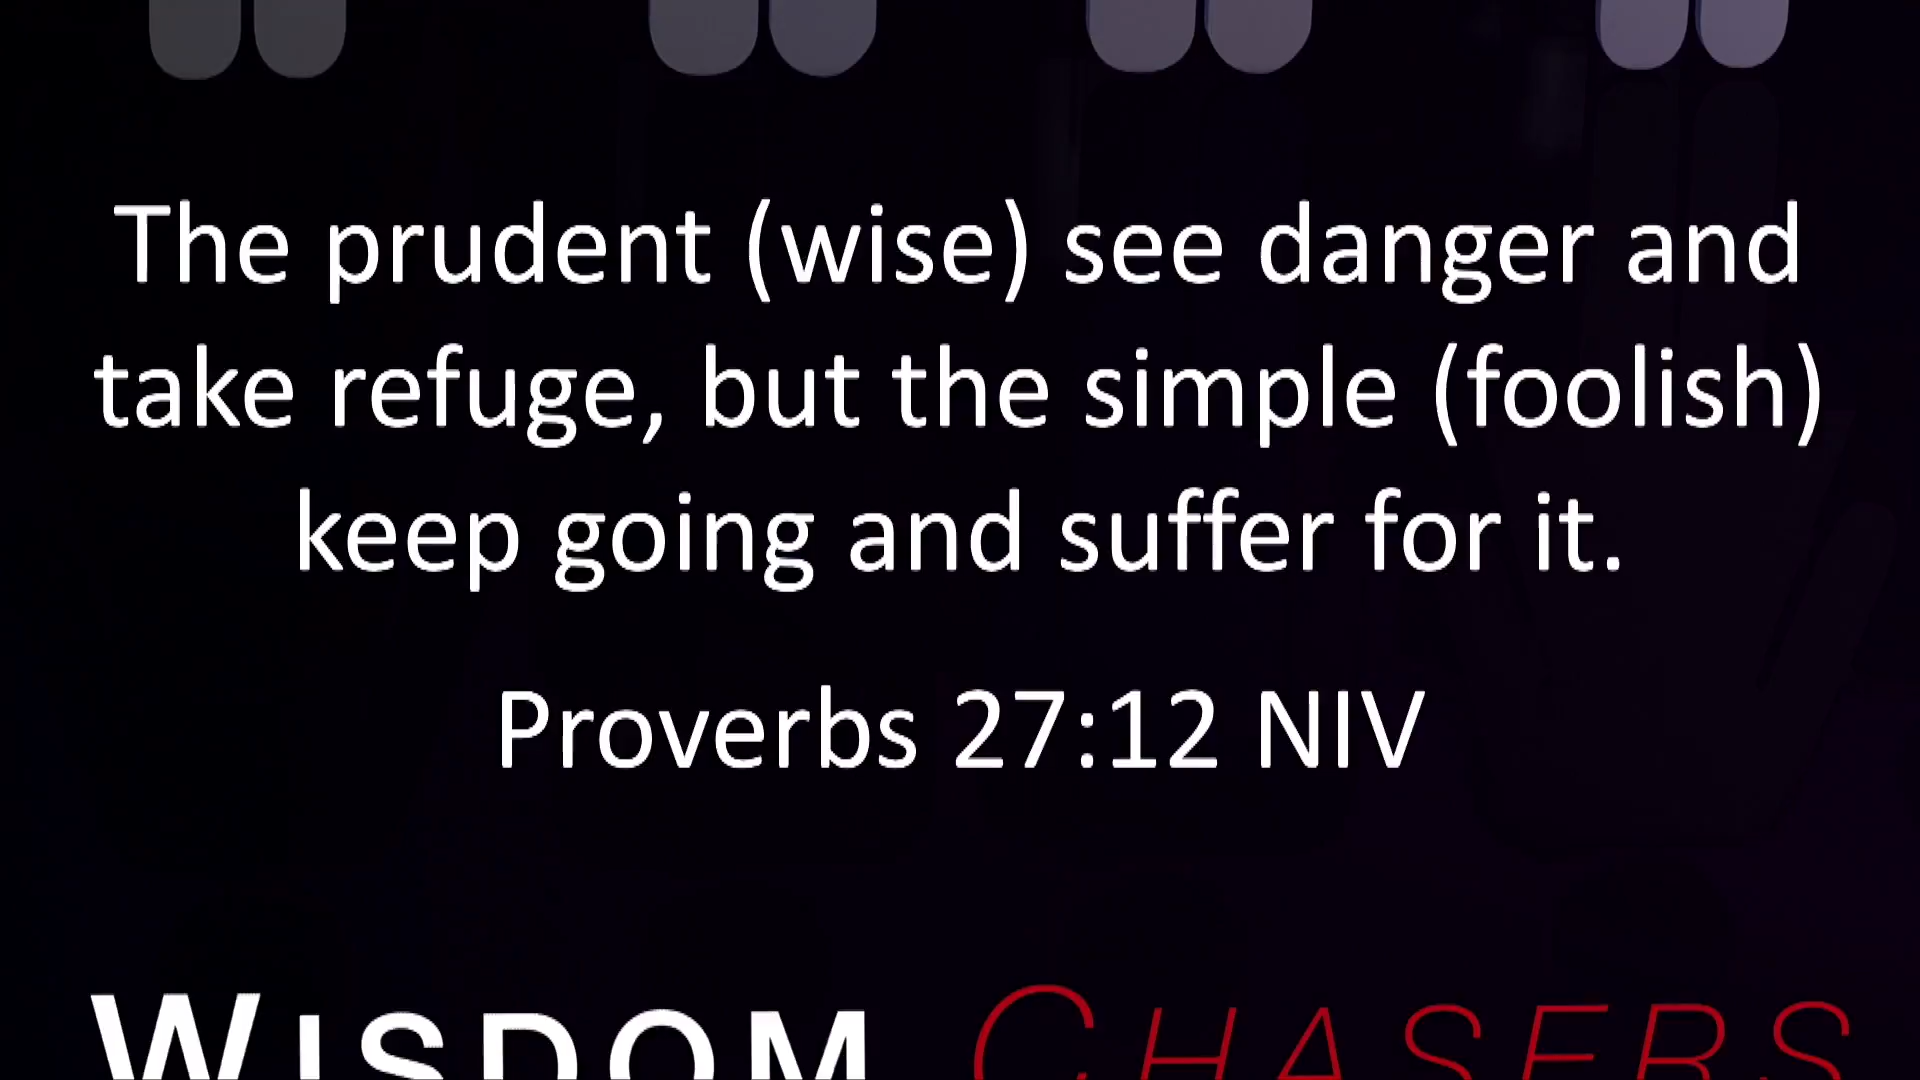 The prudent (wise) see danger and
take refuge, but the simple (foolish)
keep going and suffer for it.
Proverbs 27:12 NIV
WISDOM CHASERS